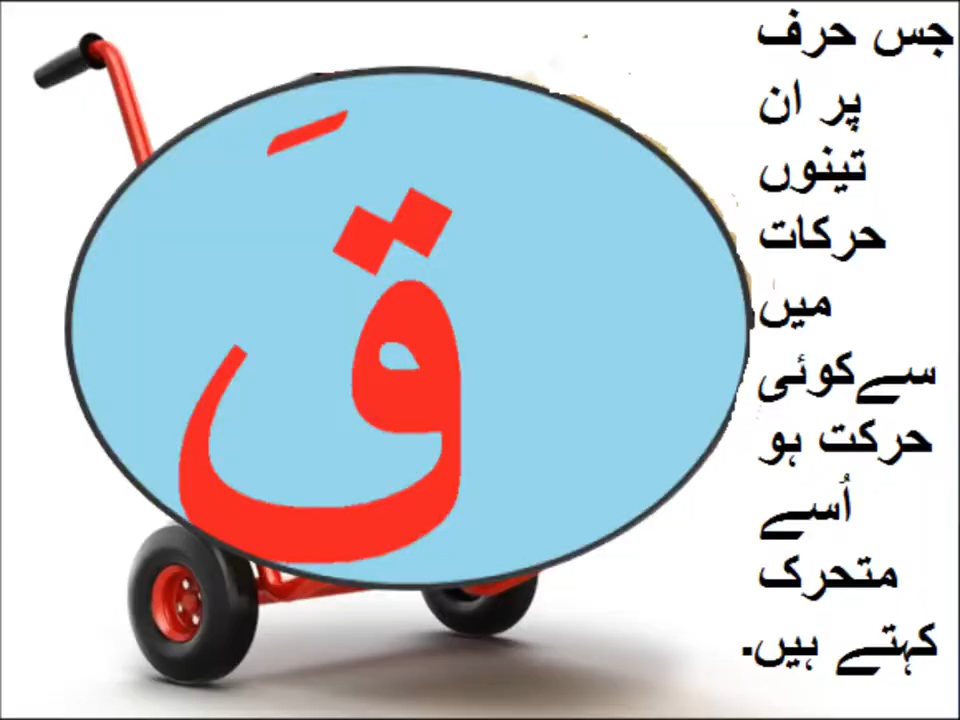 قَ
جس حرف
پر ان
تینوں
حرکات
میں
سےکوئی
حرکت ہو
اُسے
متحرک
کہتے ہیں۔